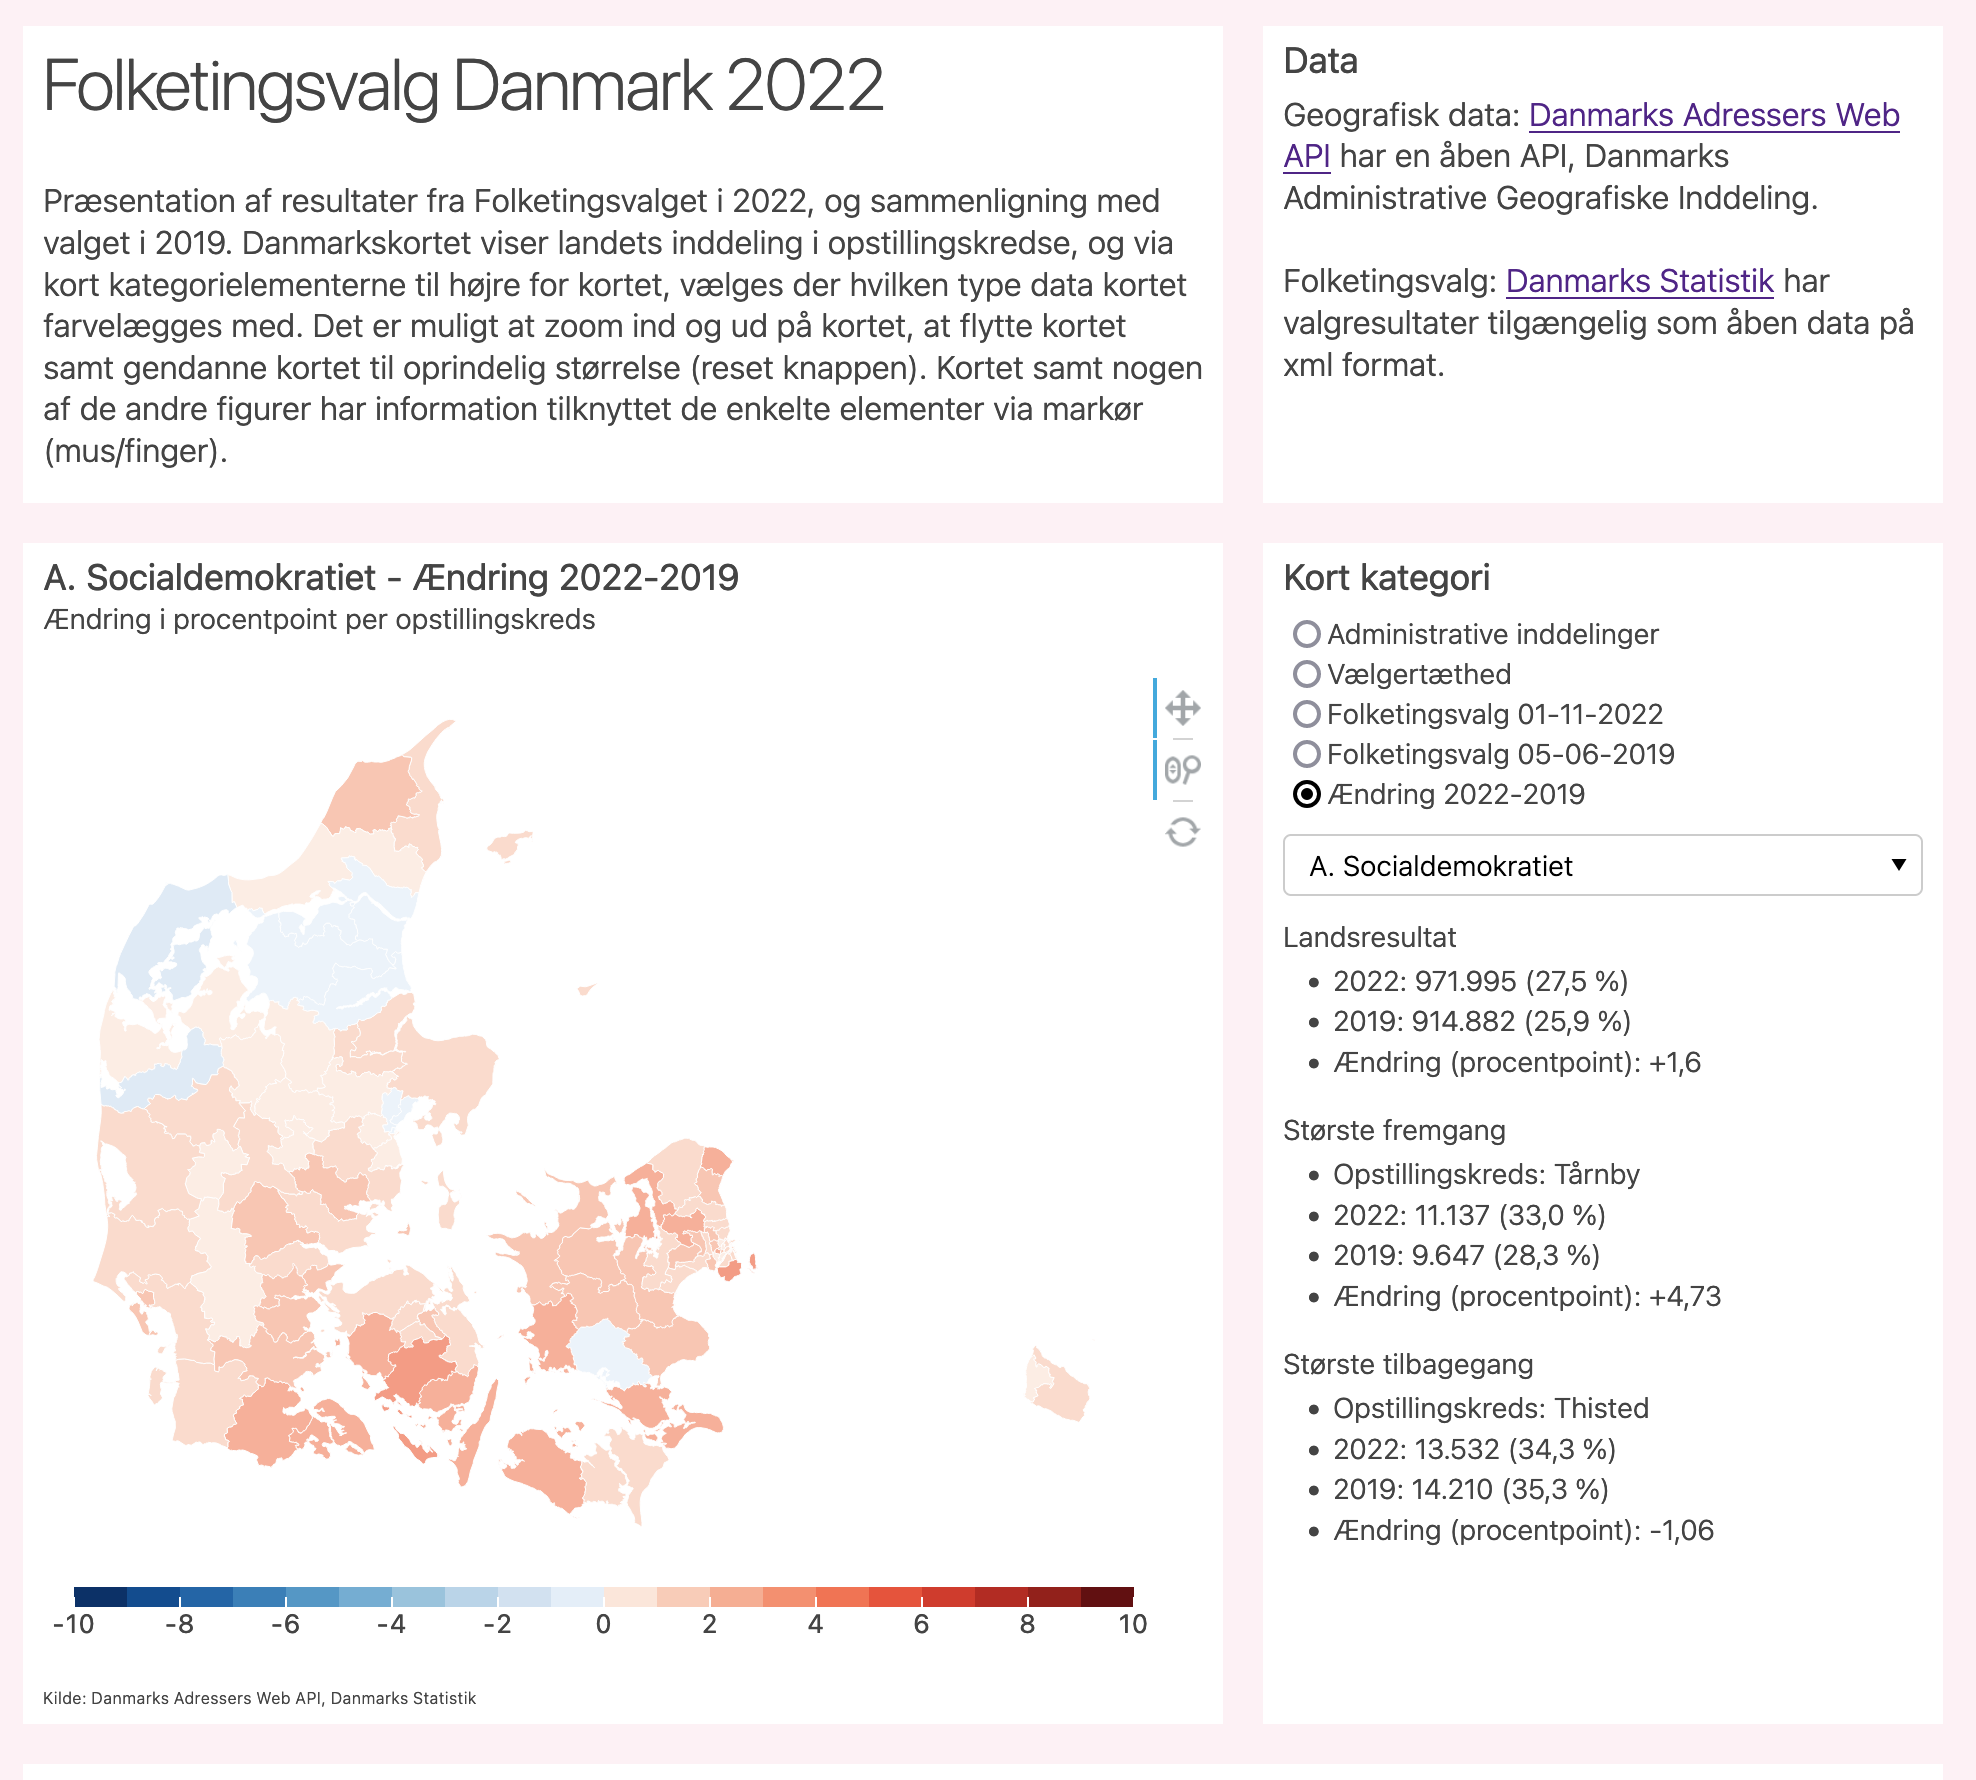 Folketingsvalg Danmark 2022
Præsentation af resultater fra Folketingsvalget i 2022, og sammenligning med
valget i 2019. Danmarkskortet viser landets inddeling i opstillingskredse, og via
kort kategorielementerne til højre for kortet, vælges der hvilken type data kortet
farvelægges med. Det er muligt at zoom ind og ud på kortet, at flytte kortet
samt gendanne kortet til oprindelig størrelse (reset knappen). Kortet samt nogen
af de andre figurer har information tilknyttet de enkelte elementer via markør
(mus/finger).
Data
Geografisk data: Danmarks Adressers Web
API har en åben API, Danmarks
Administrative Geografiske Inddeling.
Folketingsvalg: Danmarks Statistik har
valgresultater tilgængelig som åben data på
xml format.
A. Socialdemokratiet - Ændring 2022-2019
Ændring i procentpoint per opstillingskreds
-10 -8 -6 -4 -2 0 2 4 6 8 10
Kilde: Danmarks Adressers Web API, Danmarks Statistik
Kort kategori
Administrative inddelinger
Vælgertæthed
Folketingsvalg 01-11-2022
Folketingsvalg 05-06-2019
Ændring 2022-2019
A. Socialdemokratiet
Landsresultat
• 2022: 971.995 (27,5 %)
• 2019: 914.882 (25,9 %)
• Ændring (procentpoint): +1,6
Største fremgang
• Opstillingskreds: Tårnby
• 2022: 11.137 (33,0 %)
• 2019: 9.647 (28,3 %)
• Ændring (procentpoint): +4,73
Største tilbagegang
• Opstillingskreds: Thisted
• 2022: 13.532 (34,3 %)
• 2019: 14.210 (35,3 %)
• Ændring (procentpoint): -1,06